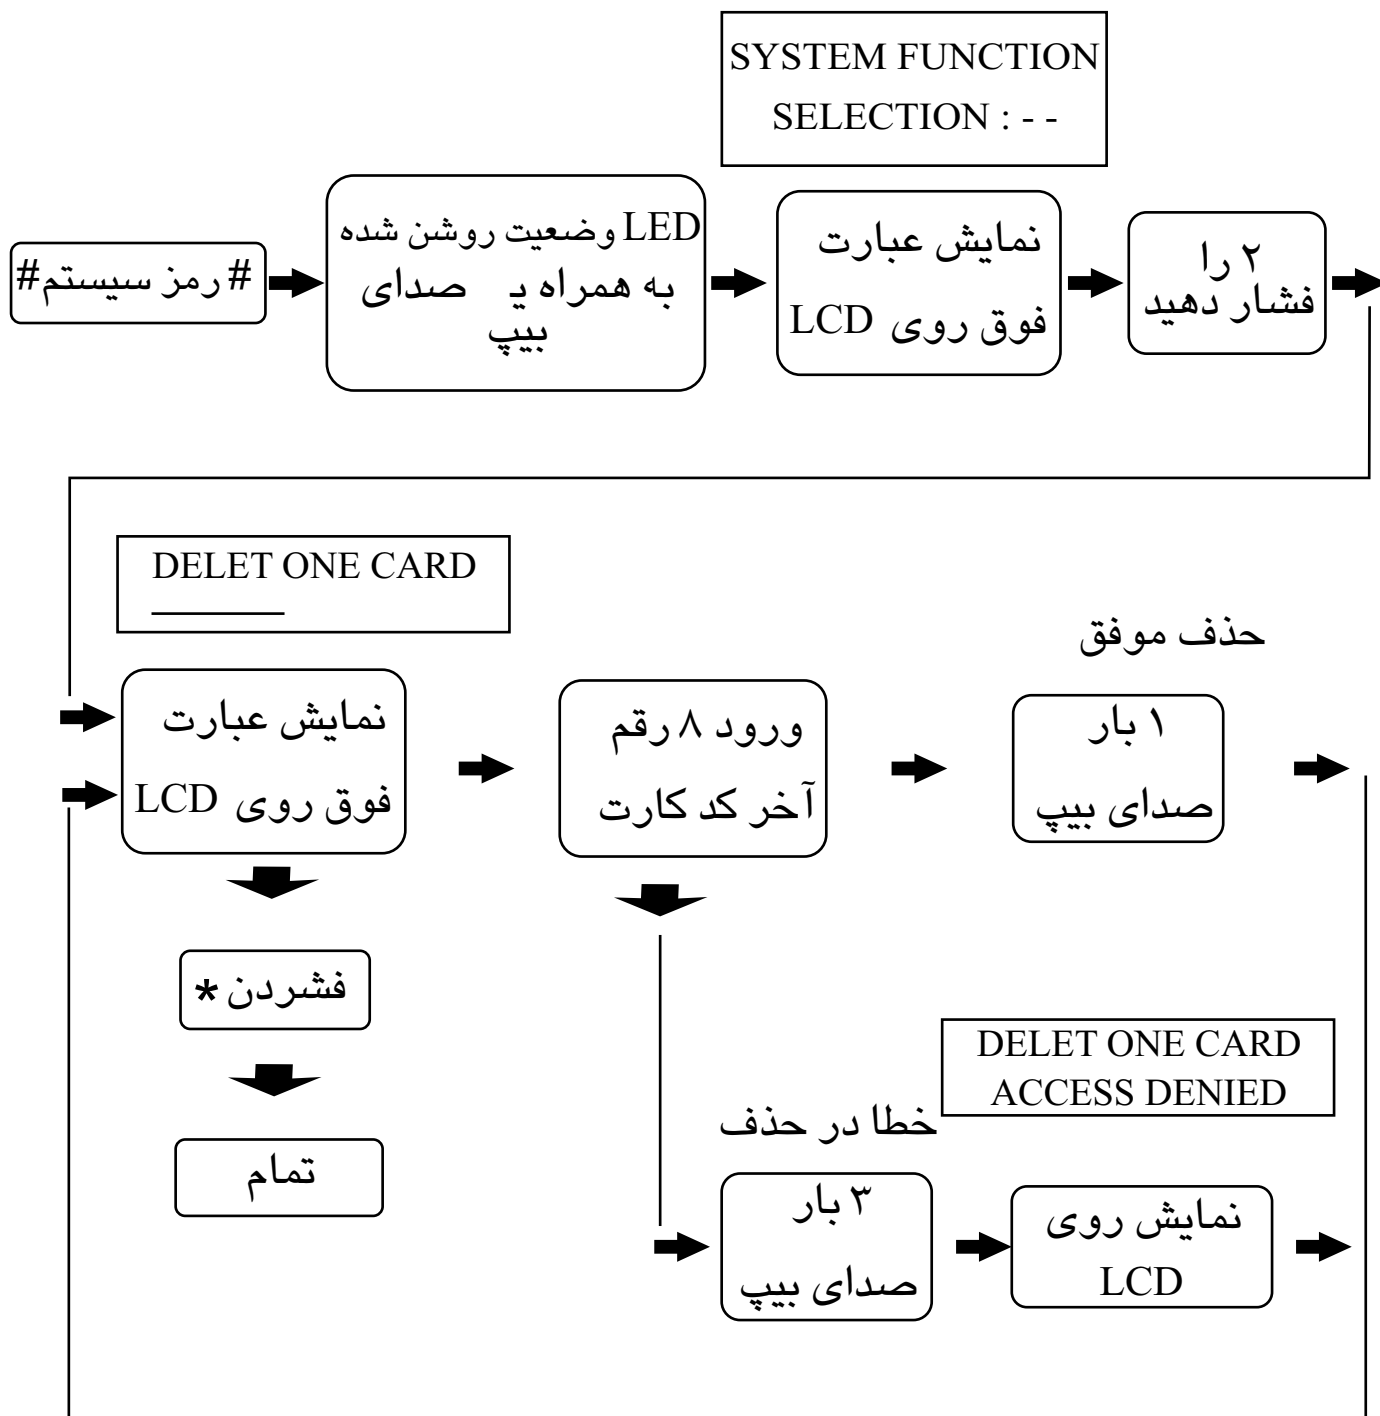 SYSTEM FUNCTION
SELECTION : - -
#رمز سیستم#
LED وضعیت روشن شده
به همراه یـ صدای
بیپ
نمایش عبارت
فوق روی LCD
۲ را
فشار دهید
DELET ONE CARD
نمایش عبارت
فوق روی LCD
ورود ۸ رقم
آخر کد کارت
حذف موفق
۱ بار
صدای بیپ
فشردن *
تمام
خطا در حذف
۳ بار
صدای بیپ
DELET ONE CARD
ACCESS DENIED
نمایش روی
LCD